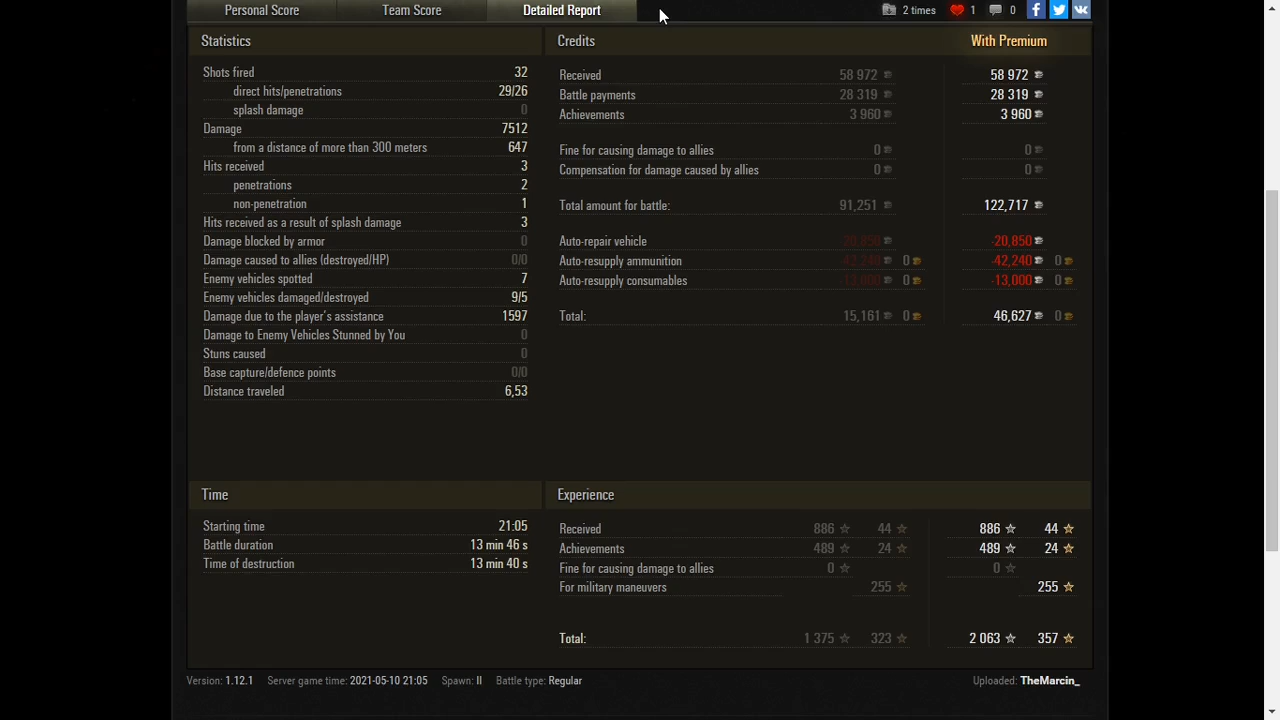 Personal Score Team Score Detailed Report 2 times 1 0
Statistics
Shots fired 32
direct hits/penetrations 29/26
splash damage 0
Damage 7512
from a distance of more than 300 meters 647
Hits received 3
penetrations 2
non-penetration 1
Hits received as a result of splash damage 3
Damage blocked by armor 0
Damage caused to allies (destroyed/HP) 0/0
Enemy vehicles spotted 7
Enemy vehicles damaged/destroyed 9/5
Damage due to the player's assistance 1597
Damage to Enemy Vehicles Stunned by You 0
Stuns caused 0
Base capture/defence points 0/0
Distance traveled 6,53
Credits With Premium
Received 58 972 58 972
Battle payments 28 319 28 319
Achievements 3 960 3 960
Fine for causing damage to allies 0 0
Compensation for damage caused by allies 0 0
Total amount for battle: 91,251 122,717
Auto-repair vehicle -20,850 -20,850
Auto-resupply ammunition -42,240 0 -42,240 0
Auto-resupply consumables -13,000 0 -13,000 0
Total: 15,161 0 46,627 0
Time
Starting time 21:05
Battle duration 13 min 46 s
Time of destruction 13 min 40 s
Experience
Received 886 44 886 44
Achievements 489 24 489 24
Fine for causing damage to allies 0 0
For military maneuvers 255 255
Total: 1 375 323 2 063 357
Version: 1.12.1 Server game time: 2021-05-10 21:05 Spawn: II Battle type: Regular Uploaded: TheMarcin_